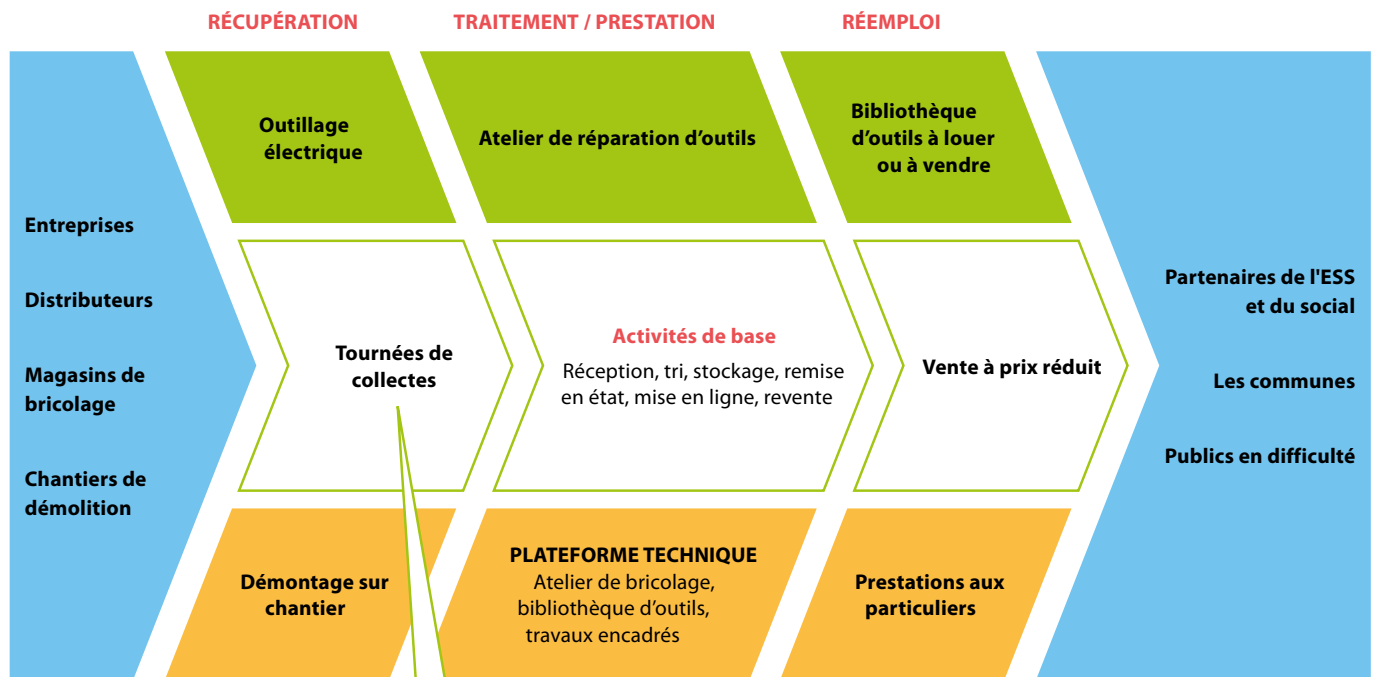 RÉCUPÉRATION
TRAITEMENT / PRESTATION
RÉEMPLOI
Entreprises
Distributeurs
Magasins de
bricolage
Chantiers de
démolition
Outillage
électrique
Atelier de réparation d’outils
Bibliothèque
d’outils à louer
ou à vendre
Tournées de
collectes
Activités de base
Réception, tri, stockage, remise
en état, mise en ligne, revente
Vente à prix réduit
Démontage sur
chantier
PLATEFORME TECHNIQUE
Atelier de bricolage,
bibliothèque d’outils,
travaux encadrés
Prestations aux
particuliers
Partenaires de l'ESS
et du social
Les communes
Publics en difficulté